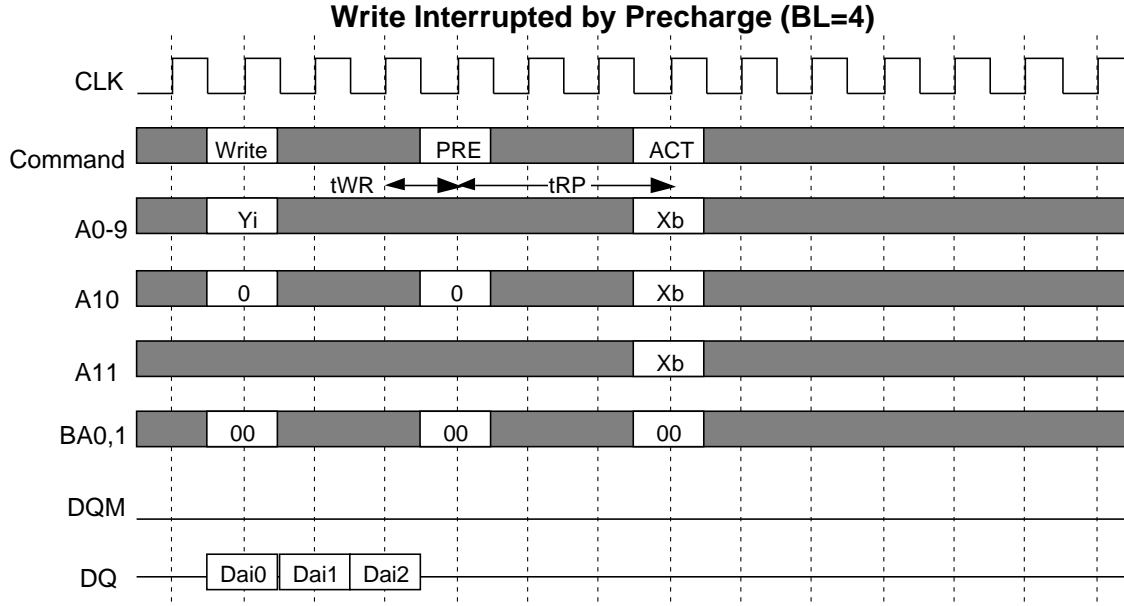 Write Interrupted by Precharge (BL=4)
CLK
Command Write PRE ACT
tWR tRP
A0-9 Yi Xb
A10 0 0 Xb
A11 Xb
BA0,1 00 00 00
DQM
DQ Dai0 Dai1 Dai2